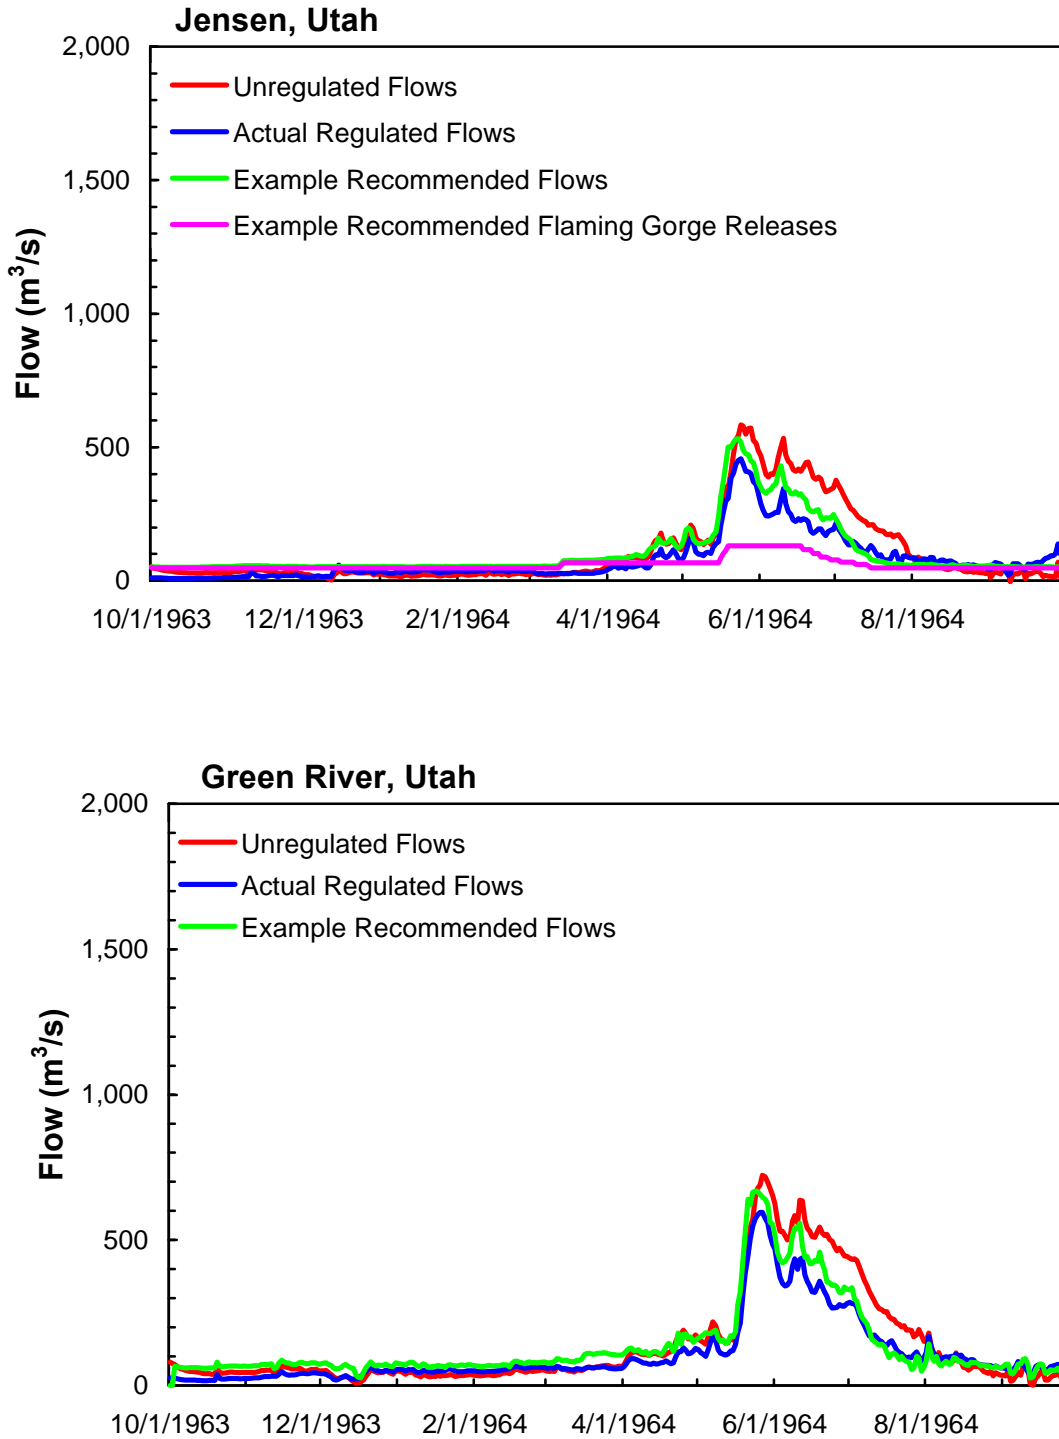 Jensen, Utah
2,000
1,500
1,000
500
0
Flow (m³/s)
Unregulated Flows
Actual Regulated Flows
Example Recommended Flows
Example Recommended Flaming Gorge Releases
10/1/1963 12/1/1963 2/1/1964 4/1/1964 6/1/1964 8/1/1964
Green River, Utah
2,000
1,500
1,000
500
0
Flow (m³/s)
Unregulated Flows
Actual Regulated Flows
Example Recommended Flows
10/1/1963 12/1/1963 2/1/1964 4/1/1964 6/1/1964 8/1/1964